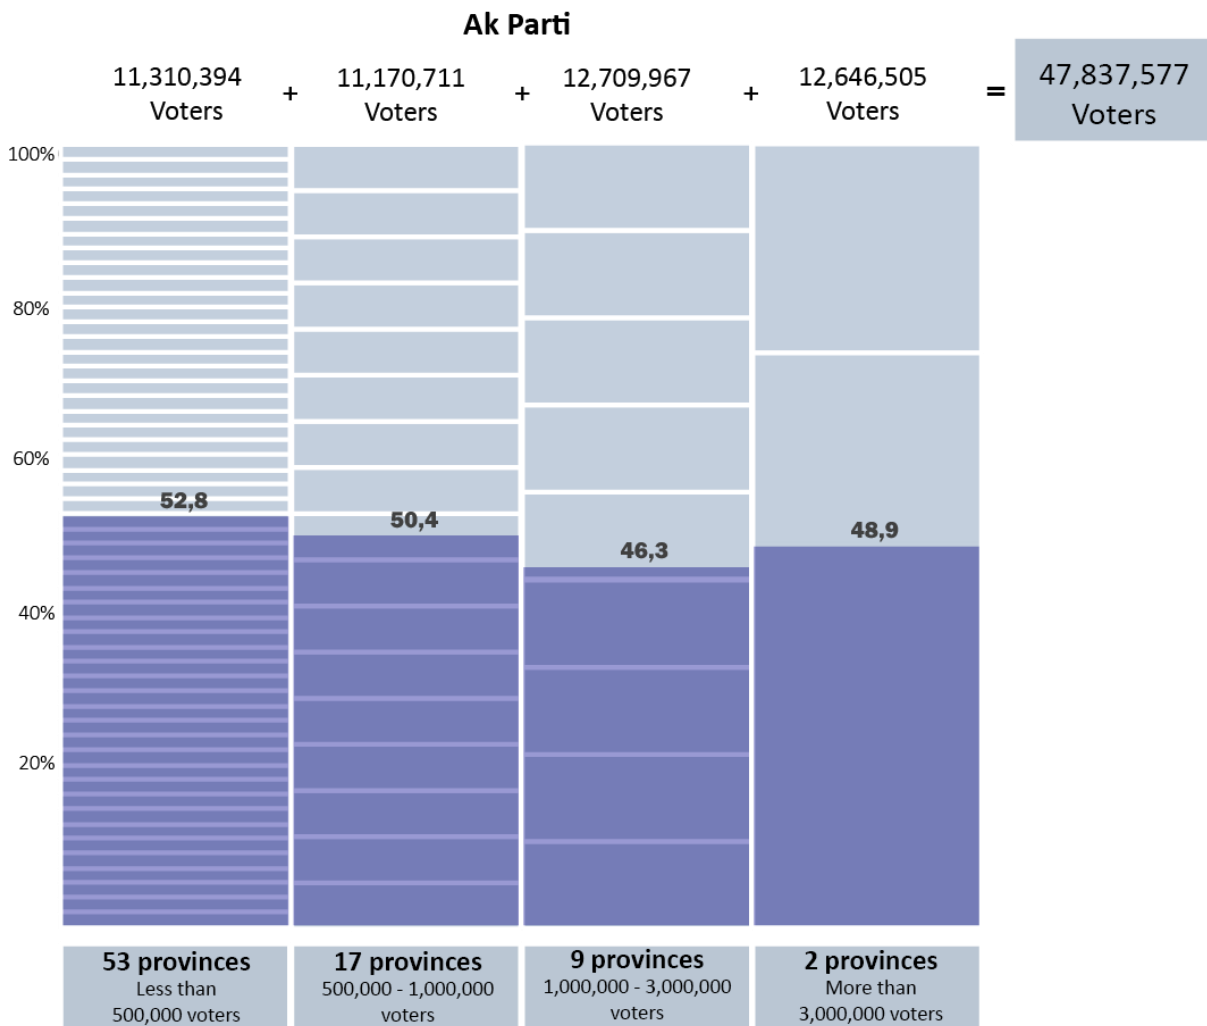 Ak Parti
11,310,394
Voters
+
11,170,711
Voters
+
12,709,967
Voters
+
12,646,505
Voters
=
47,837,577
Voters
100%
80%
60%
40%
20%
52,8
50,4
46,3
48,9
53 provinces
Less than
500,000 voters
17 provinces
500,000 - 1,000,000
voters
9 provinces
1,000,000 - 3,000,000
voters
2 provinces
More than
3,000,000 voters